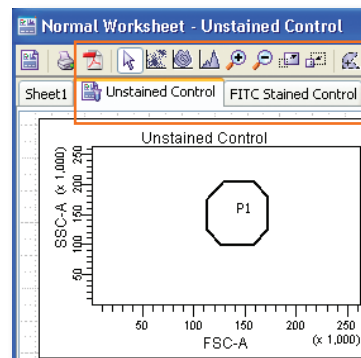 Normal Worksheet - Unstained Control
Sheet1 Unstained Control FITC Stained Control
Unstained Control
SSC-A (x 1,000)
250
200
150
100
50
P1
50 100 150 200 250
FSC-A (x 1,000)